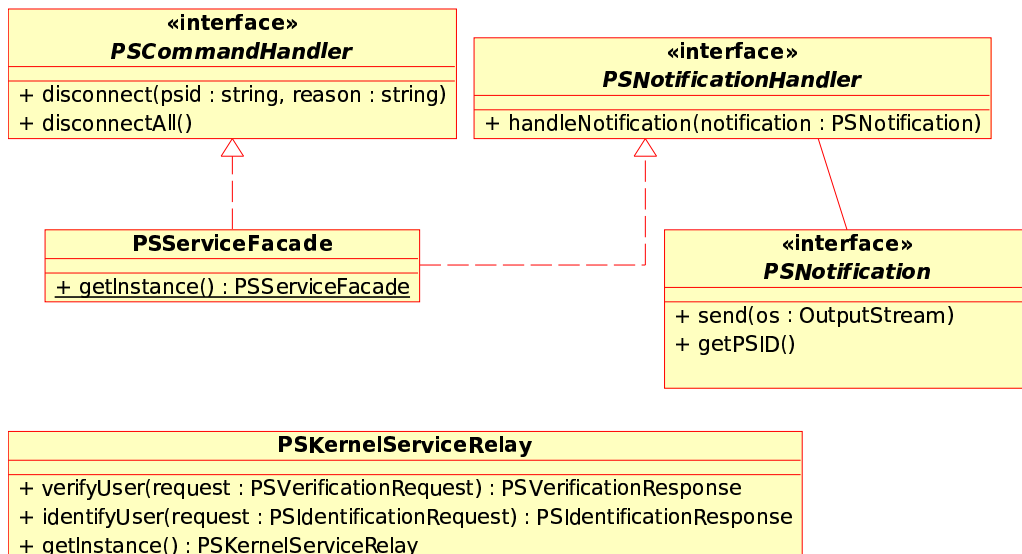 «interface»
PSCommandHandler
+ disconnect(psid : string, reason : string)
+ disconnectAll()
«interface»
PSNotificationHandler
+ handleNotification(notification : PSNotification)
PSServiceFacade
+ getInstance() : PSServiceFacade
«interface»
PSNotification
+ send(os : OutputStream)
+ getPSID()
PSKernelServiceRelay
+ verifyUser(request : PSVerificationRequest) : PSVerificationResponse
+ identifyUser(request : PSIdentificationRequest) : PSIdentificationResponse
+ getInstance() : PSKernelServiceRelay